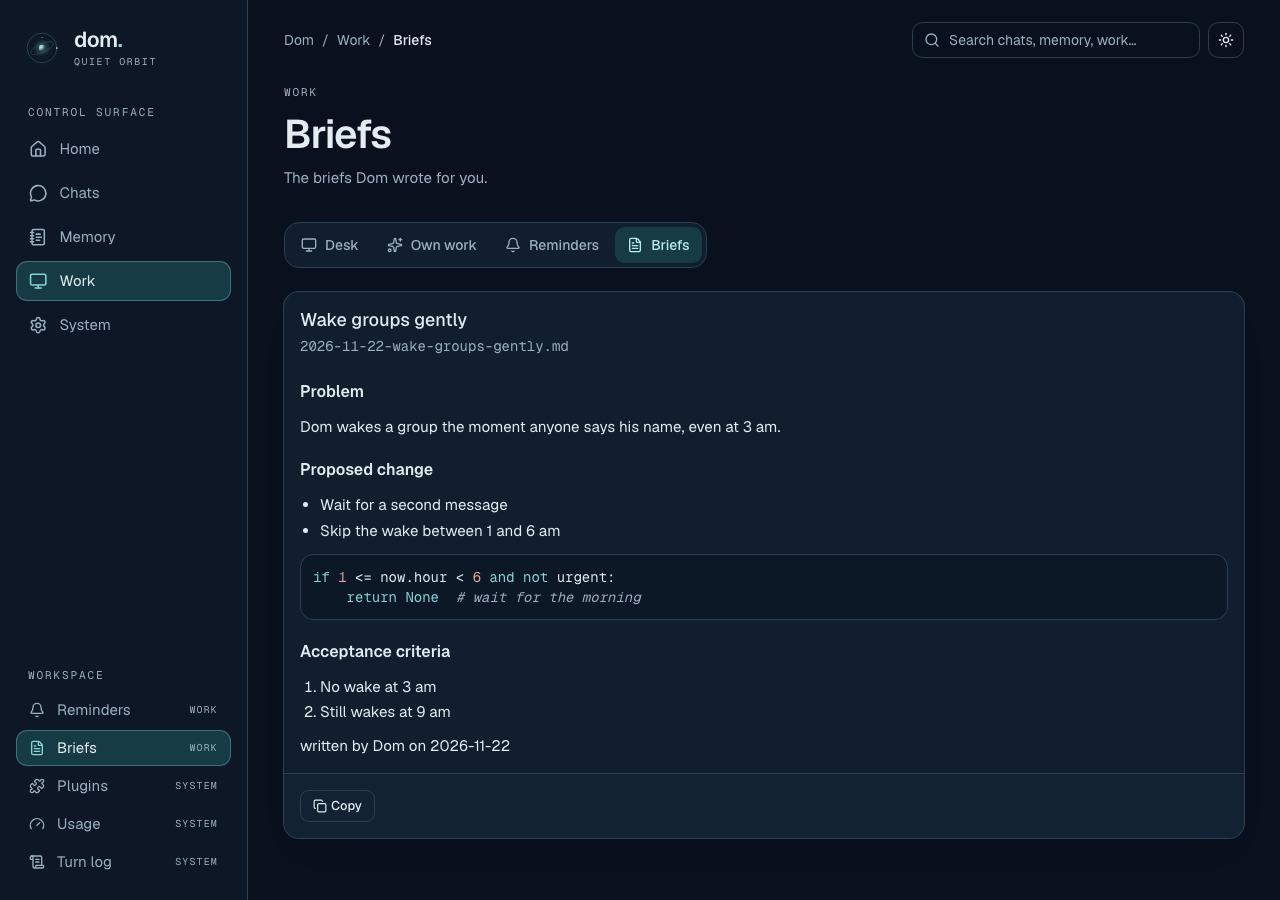 dom.
QUIET ORBIT
CONTROL SURFACE
Home
Chats
Memory
Work
System
WORKSPACE
Reminders WORK
Briefs WORK
Plugins SYSTEM
Usage SYSTEM
Turn log SYSTEM
Dom / Work / Briefs
Search chats, memory, work…
WORK
Briefs
The briefs Dom wrote for you.
Desk Own work Reminders Briefs
Wake groups gently
2026-11-22-wake-groups-gently.md
Problem
Dom wakes a group the moment anyone says his name, even at 3 am.
Proposed change
• Wait for a second message
• Skip the wake between 1 and 6 am
if 1 <= now.hour < 6 and not urgent:
    return None  # wait for the morning
Acceptance criteria
1. No wake at 3 am
2. Still wakes at 9 am
written by Dom on 2026-11-22
Copy